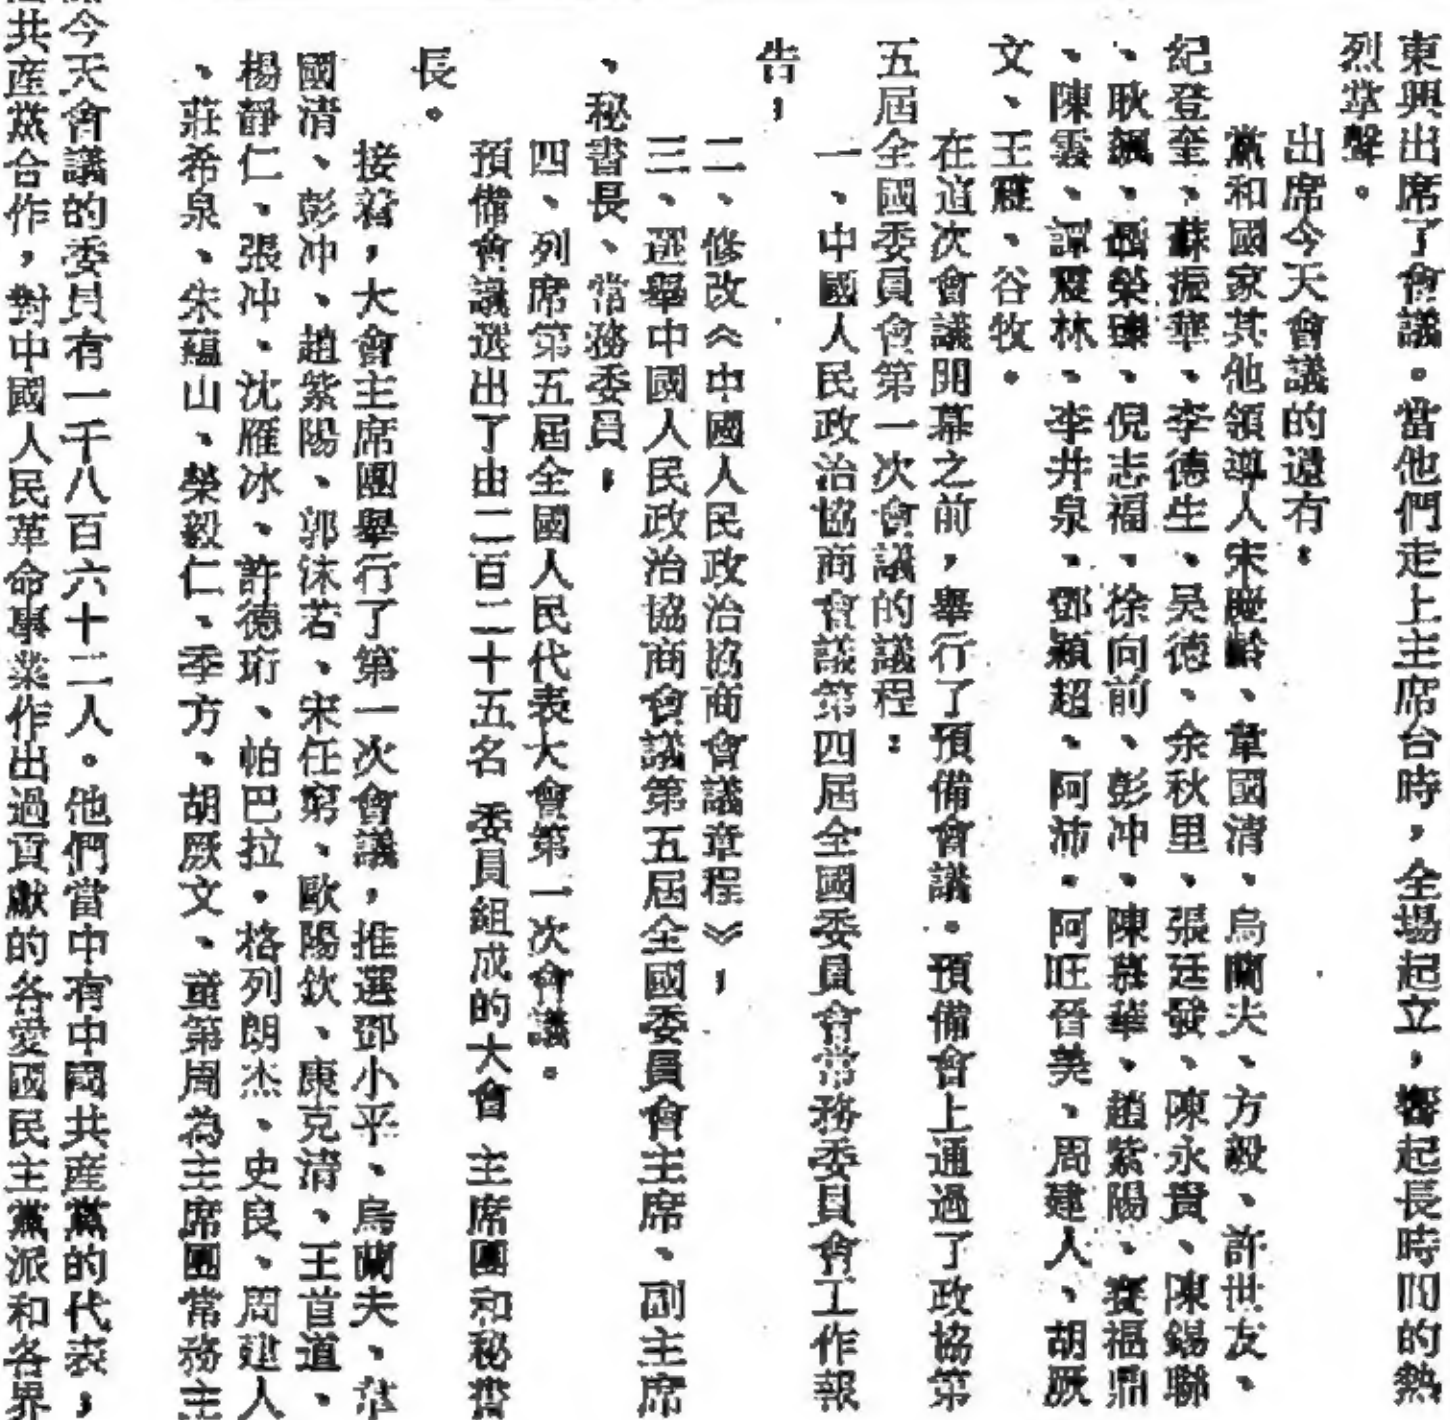 東興出席了會議。當他們走上主席台時，全場起立，響起長時間的熱
烈掌聲。
出席今天會議的還有：
黨和國家其他領導人宋慶齡、韋國清、烏蘭夫、方毅、許世友、
紀登奎、蘇振華、李德生、吳德、余秋里、張廷發、陳永貴、陳錫聯
、耿飈、聶榮臻、倪志福、徐向前、彭冲、陳慕華、趙紫陽、賽福鼎
、陳雲、譚震林、李井泉、鄧穎超、阿沛·阿旺晉美、周建人、胡厥
文、王震、谷牧。
在這次會議開幕之前，舉行了預備會議。預備會上通過了政協第
五屆全國委員會第一次會議的議程：
一、中國人民政治協商會議第四屆全國委員會常務委員會工作報
告，
二、修改《中國人民政治協商會議章程》，
三、選舉中國人民政治協商會議第五屆全國委員會主席、副主席
、秘書長、常務委員，
四、列席第五屆全國人民代表大會第一次會議。
預備會議選出了由二百二十五名委員組成的大會主席團和秘書
長。
接着，大會主席團舉行了第一次會議，推選鄧小平、烏蘭夫、韋
國清、彭冲、趙紫陽、郭沫若、宋任窮、歐陽欽、康克清、王首道、
楊靜仁、張冲、沈雁冰、許德珩、帕巴拉·格列朗杰、史良、周建人
、莊希泉、朱蘊山、榮毅仁、季方、胡厥文、董第周為主席團常務主
今天會議的委員有一千八百六十二人。他們當中有中國共產黨的代表，
共產黨合作，對中國人民革命事業作出過貢獻的各愛國民主黨派和各界